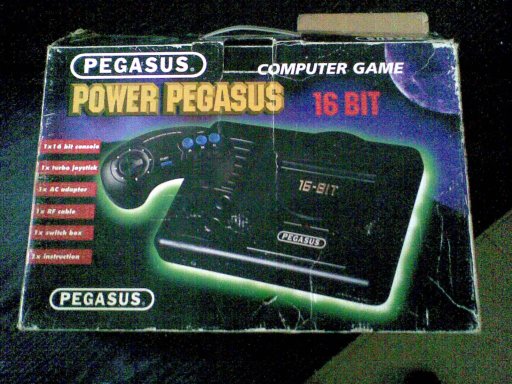 PEGASUS
COMPUTER GAME
POWER PEGASUS
16 BIT
1x16 bit console
1x turbo joystick
1x AC adaptor
1x RF cable
1x switch box
1x instruction
16-BIT
PEGASUS
PEGASUS